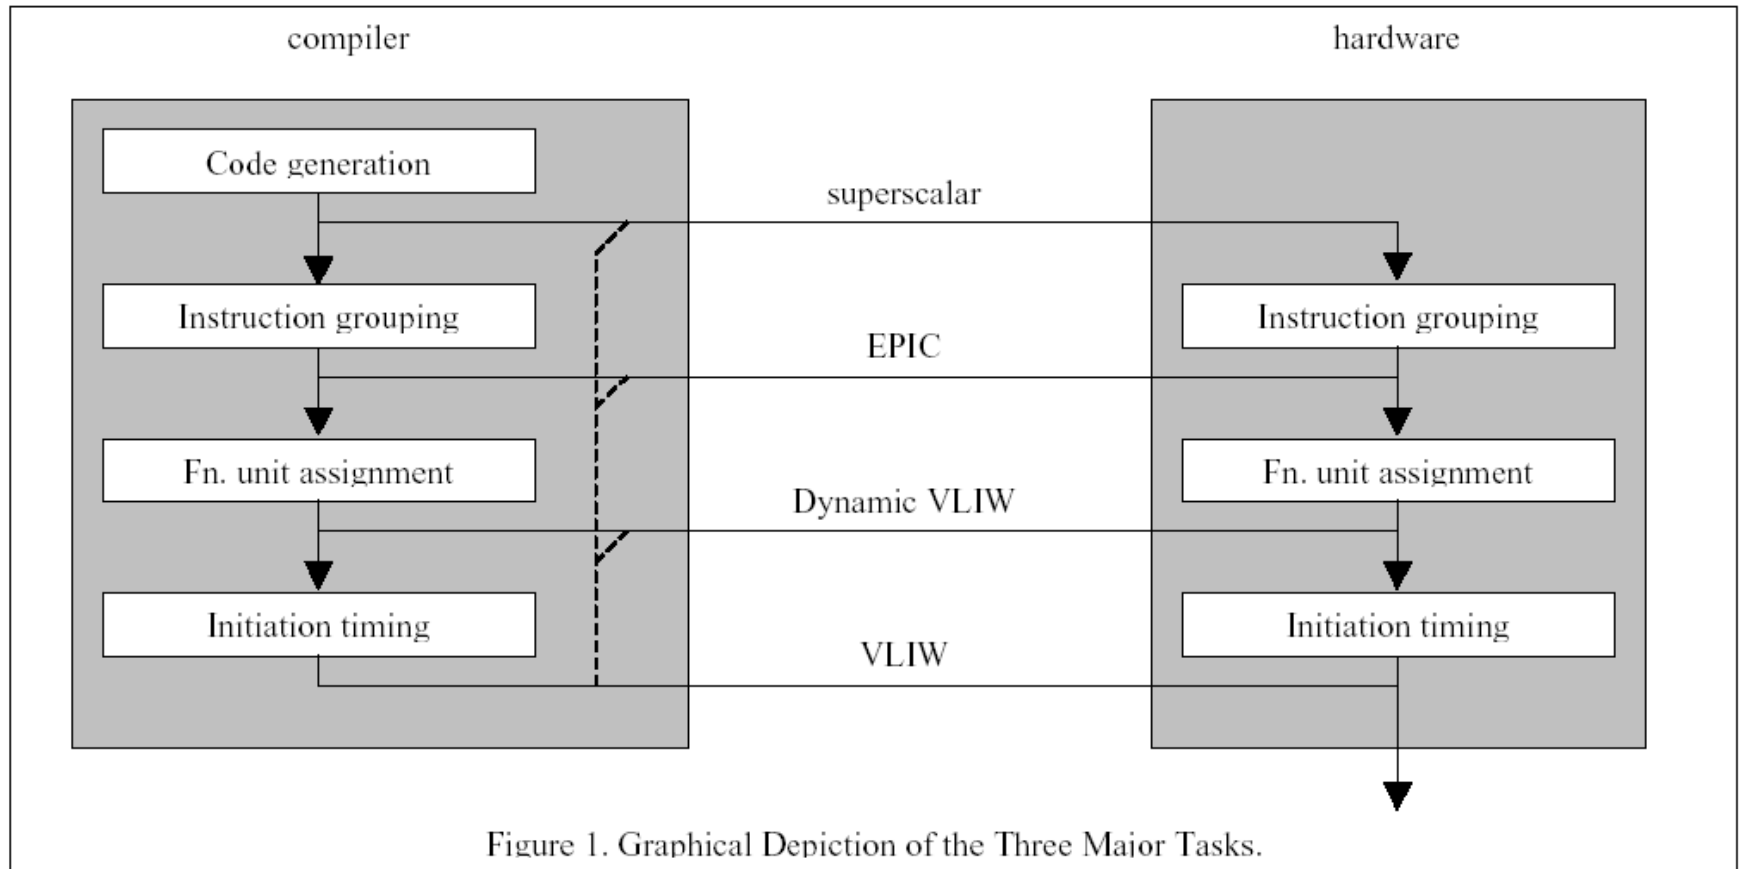 compiler
hardware
Code generation
superscalar
Instruction grouping
Instruction grouping
EPIC
Fn. unit assignment
Fn. unit assignment
Dynamic VLIW
Initiation timing
Initiation timing
VLIW
Figure 1. Graphical Depiction of the Three Major Tasks.